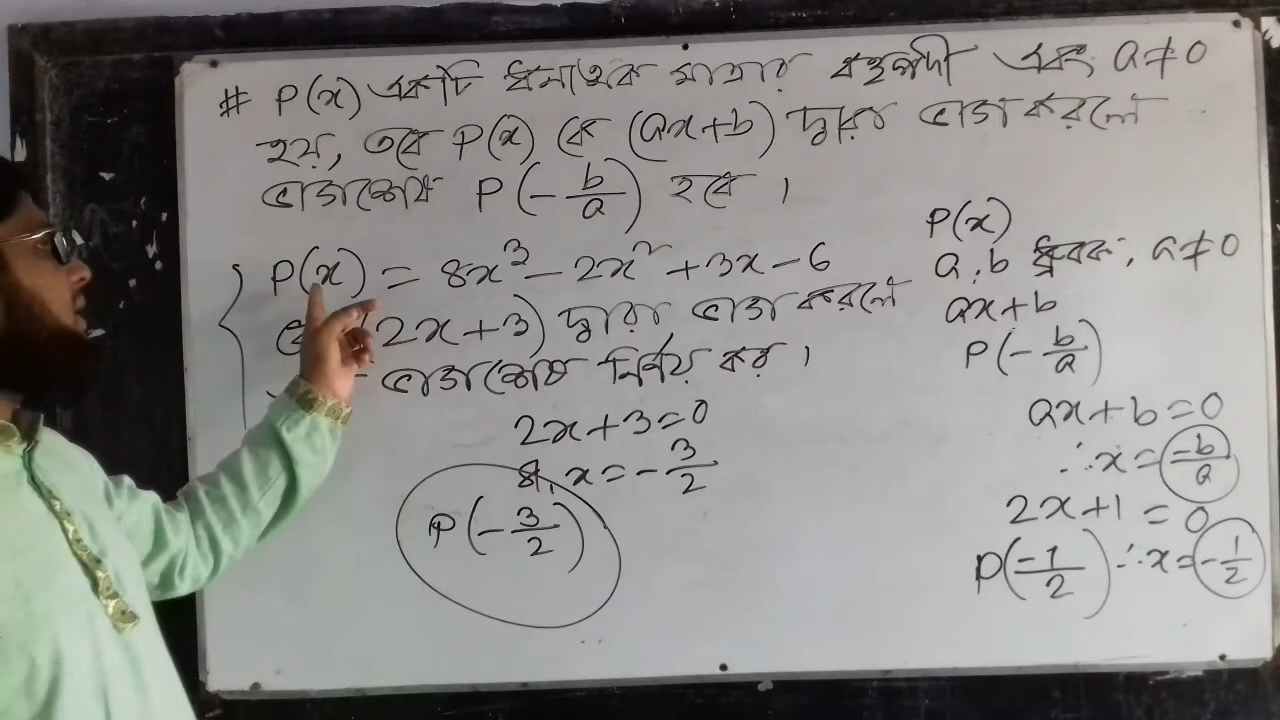 # P(x) একটি ধনাত্মক মাত্রার বহুপদী এবং a≠0
হয়, তবে P(x) কে (ax+b) দ্বারা ভাগ করলে
ভাগশেষ P(-b/a) হবে ।
P(x) = 8x³ - 2x² + 3x - 6
(2x+3) দ্বারা ভাগ করলে
ভাগশেষ নির্ণয় কর ।
2x+3=0
x = -3/2
P(-3/2)
P(x)
a, b ধ্রুবক, a≠0
ax+b
P(-b/a)
ax+b=0
∴x = -b/a
2x+1 = 0
P(-1/2) ∴x = -1/2